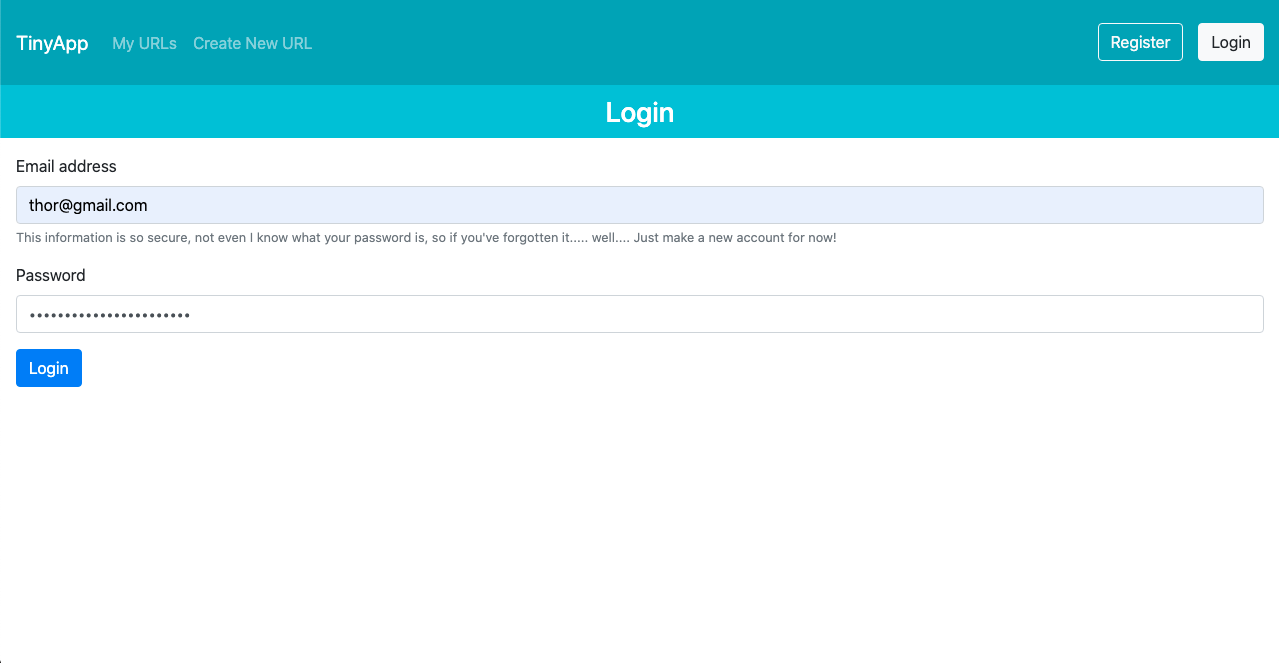 TinyApp My URLs Create New URL Register Login
Login
Email address
thor@gmail.com
This information is so secure, not even I know what your password is, so if you've forgotten it..... well.... Just make a new account for now!
Password
•••••••••••••••••••••••
Login